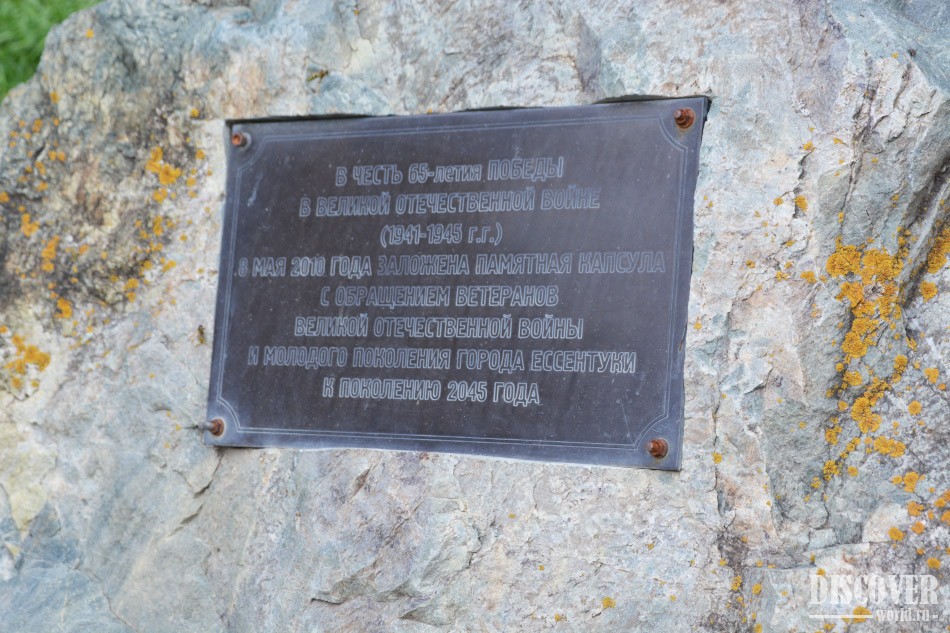 В ЧЕСТЬ 65-летия ПОБЕДЫ
В ВЕЛИКОЙ ОТЕЧЕСТВЕННОЙ ВОЙНЕ
(1941-1945 г.г.)
8 МАЯ 2010 ГОДА ЗАЛОЖЕНА ПАМЯТНАЯ КАПСУЛА
С ОБРАЩЕНИЕМ ВЕТЕРАНОВ
ВЕЛИКОЙ ОТЕЧЕСТВЕННОЙ ВОЙНЫ
И МОЛОДОГО ПОКОЛЕНИЯ ГОРОДА ЕССЕНТУКИ
К ПОКОЛЕНИЮ 2045 ГОДА
DISCOVER
world.ru